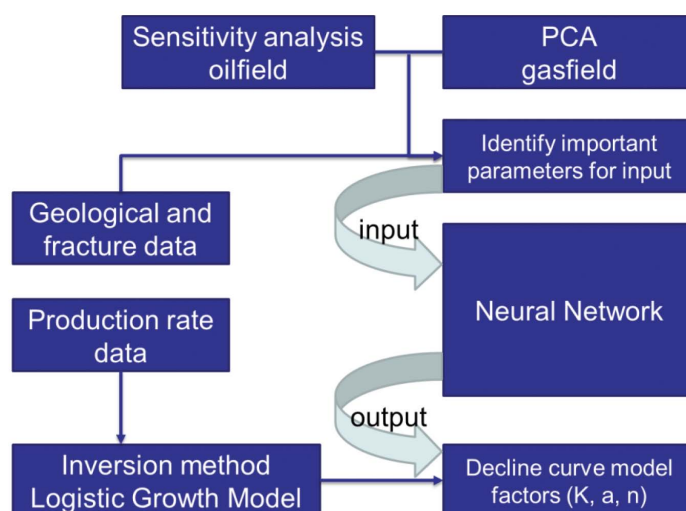 Sensitivity analysis
oilfield
PCA
gasfield
Identify important
parameters for input
Geological and
fracture data
input
Neural Network
Production rate
data
output
Inversion method
Logistic Growth Model
Decline curve model
factors (K, a, n)